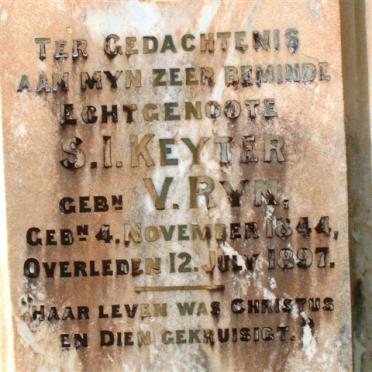 TER GEDACHTENIS
AAM MYN ZEER BEMINDE
ECHTGENOOTE
S.I. KEYTER
GEBN V. RYN,
GEBN 4. NOVEMBER 1844,
OVERLEDEN 12. JULY 1897.
HAAR LEVEN WAS CHRISTUS
EN DIEN GEKRUISIGT.